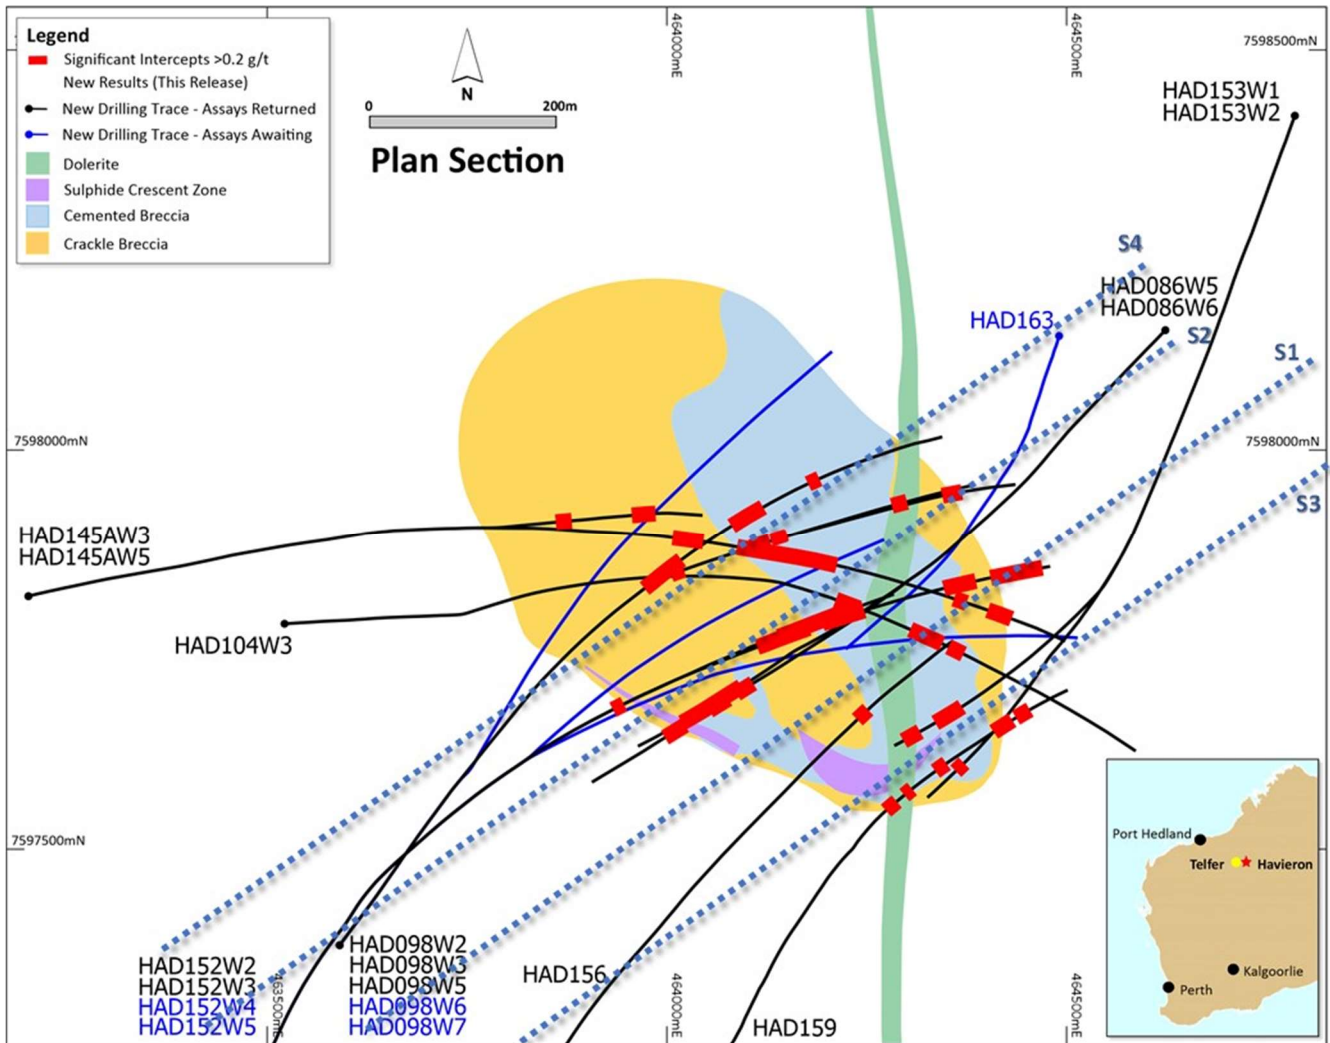 Legend
Significant Intercepts >0.2 g/t
New Results (This Release)
New Drilling Trace - Assays Returned
New Drilling Trace - Assays Awaiting
Dolerite
Sulphide Crescent Zone
Cemented Breccia
Crackle Breccia
N
0 200m
Plan Section
464000mE
464500mE
7598500mN
HAD153W1
HAD153W2
S4
HAD086W5
HAD086W6
HAD163
S2
S1
7598000mN
7598000mN
S3
HAD145AW3
HAD145AW5
HAD104W3
7597500mN
HAD152W2
HAD152W3
HAD152W4
HAD152W5
463500mE
HAD098W2
HAD098W3
HAD098W5
HAD098W6
HAD098W7
HAD156
464000mE
HAD159
464500mE
Port Hedland
Telfer
Havieron
Kalgoorlie
Perth